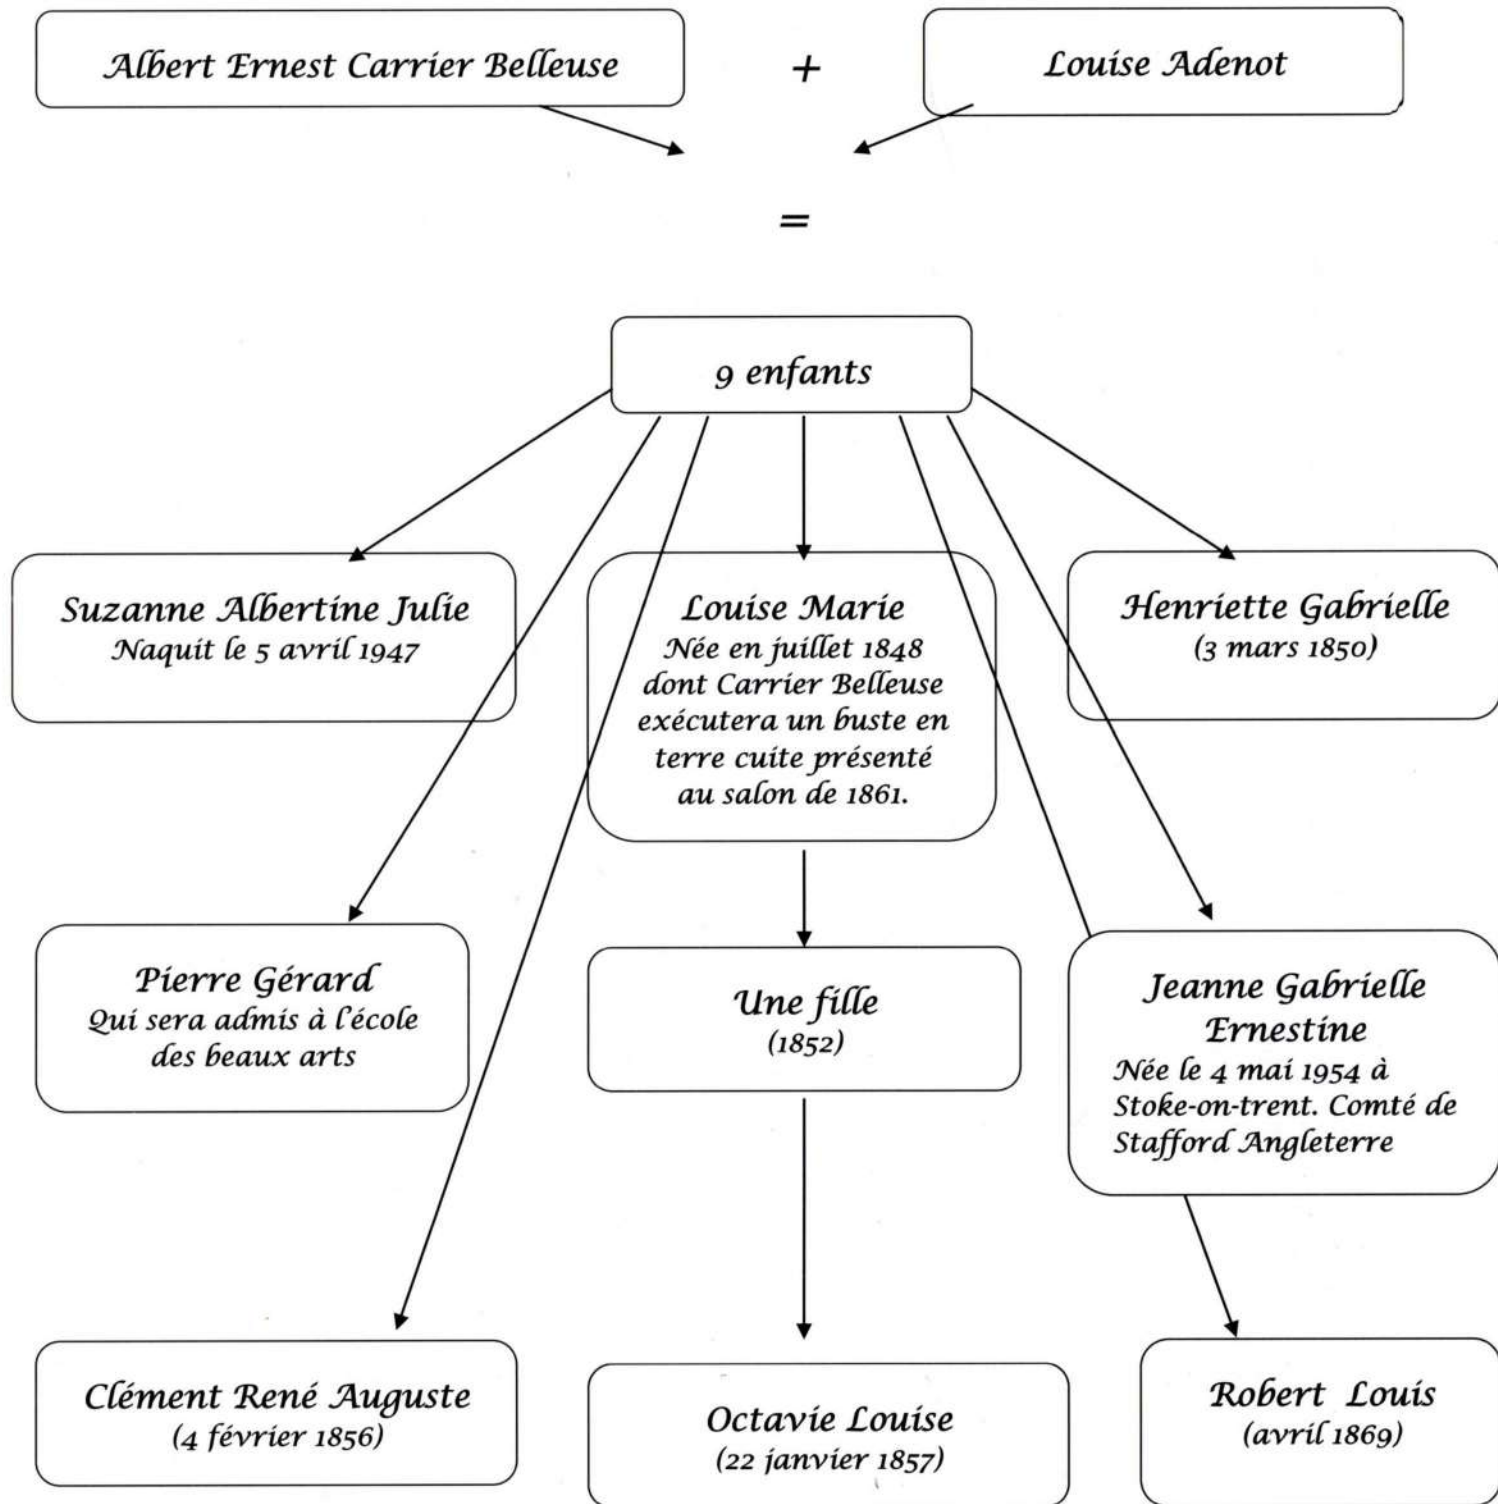 Albert Ernest Carrier Belleuse
+
Louise Adenot
=
9 enfants
Suzanne Albertine Julie
Naquit le 5 avril 1947
Louise Marie
Née en juillet 1848
dont Carrier Belleuse
exécutera un buste en
terre cuite présenté
au salon de 1861.
Henriette Gabrielle
(3 mars 1850)
Pierre Gérard
Qui sera admis à l'école
des beaux arts
Une fille
(1852)
Jeanne Gabrielle
Ernestine
Née le 4 mai 1954 à
Stoke-on-trent. Comté de
Stafford Angleterre
Clément René Auguste
(4 février 1856)
Octavie Louise
(22 janvier 1857)
Robert Louis
(avril 1869)